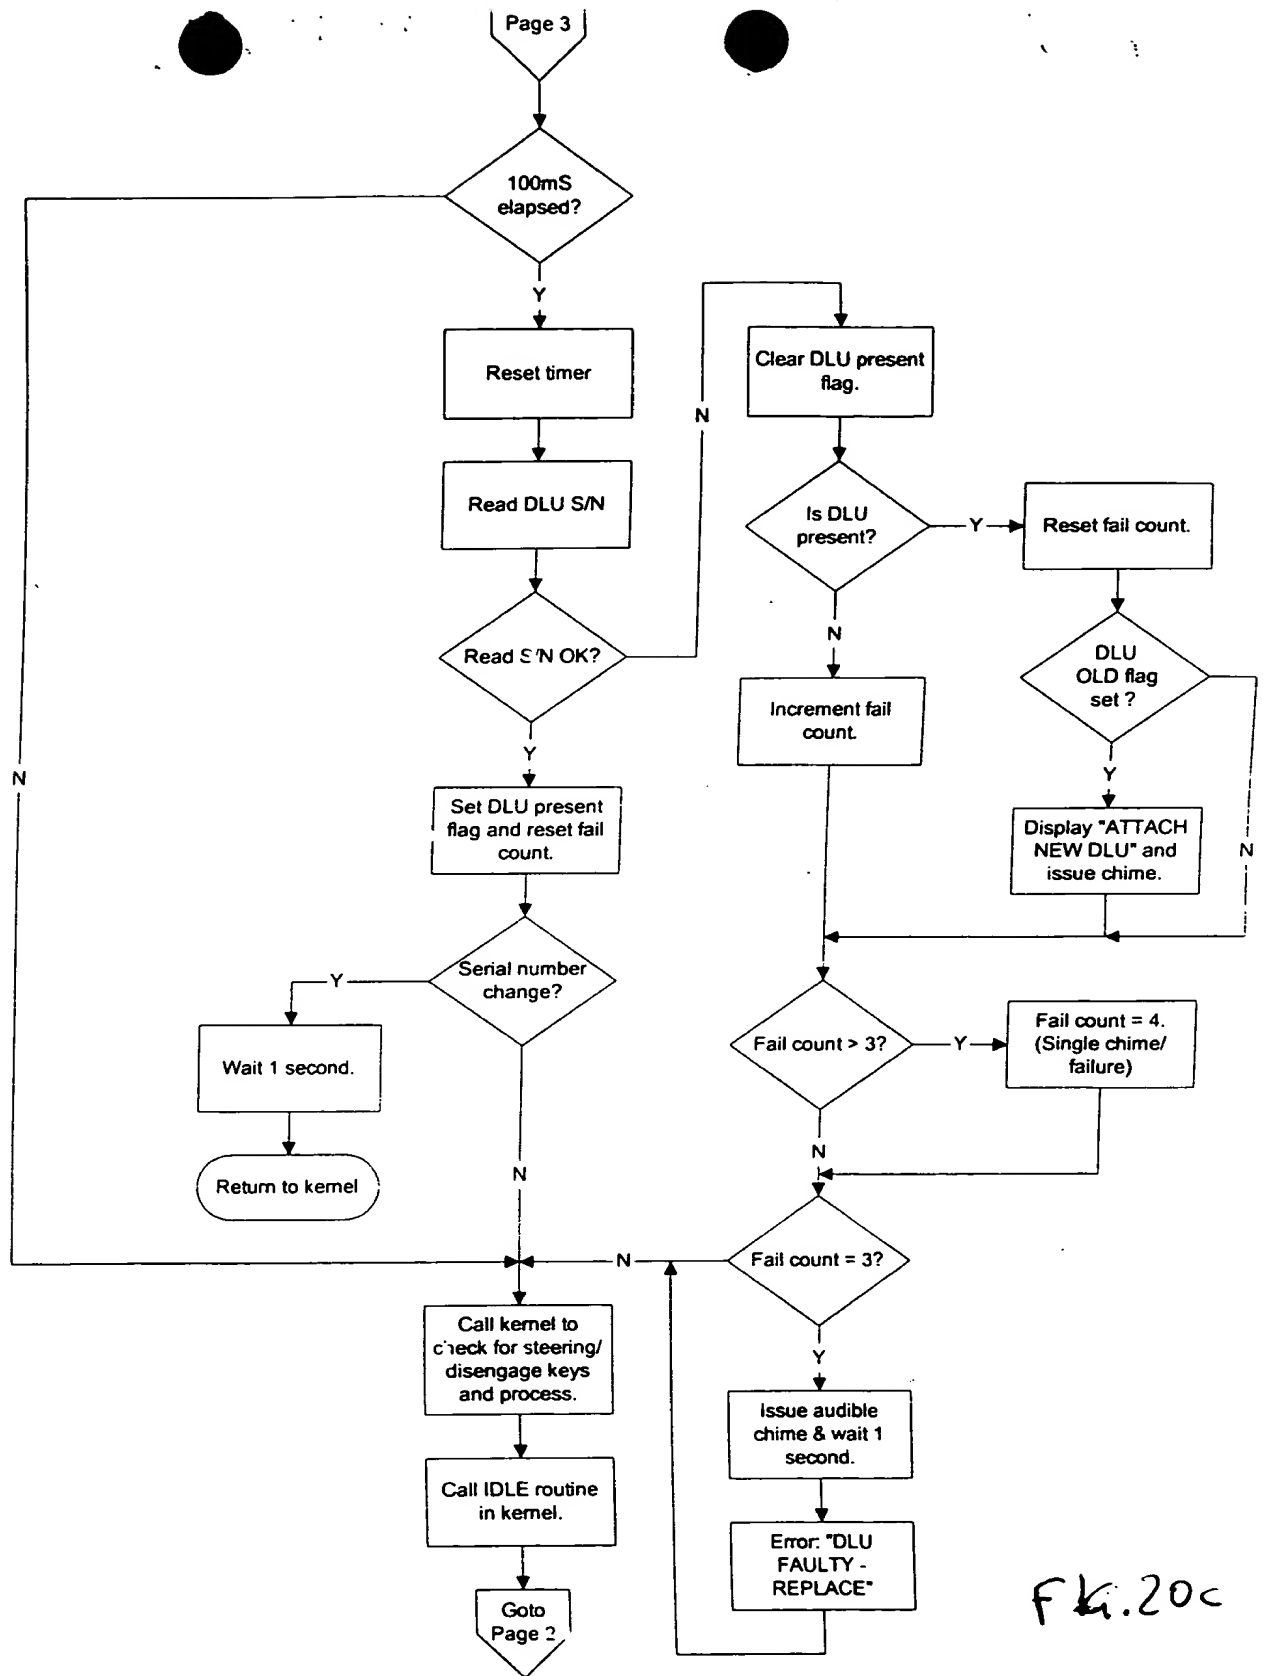 Page 3
100mS
elapsed?
Y
Reset timer
Clear DLU present
flag.
N
Read DLU S/N
Is DLU
present?
Y
Reset fail count.
N
Read S/N OK?
DLU
OLD flag
set ?
Increment fail
count.
Y
Y
N
Set DLU present
flag and reset fail
count.
Display "ATTACH
NEW DLU" and
issue chime.
N
Serial number
change?
Y
Fail count = 4.
(Single chime/
failure)
Fail count > 3?
Y
Wait 1 second.
N
N
Return to kernel
Fail count = 3?
N
Call kernel to
check for steering/
disengage keys
and process.
Y
Issue audible
chime & wait 1
second.
Call IDLE routine
in kernel.
Error: "DLU
FAULTY -
REPLACE"
Goto
Page 2
FIG. 20c